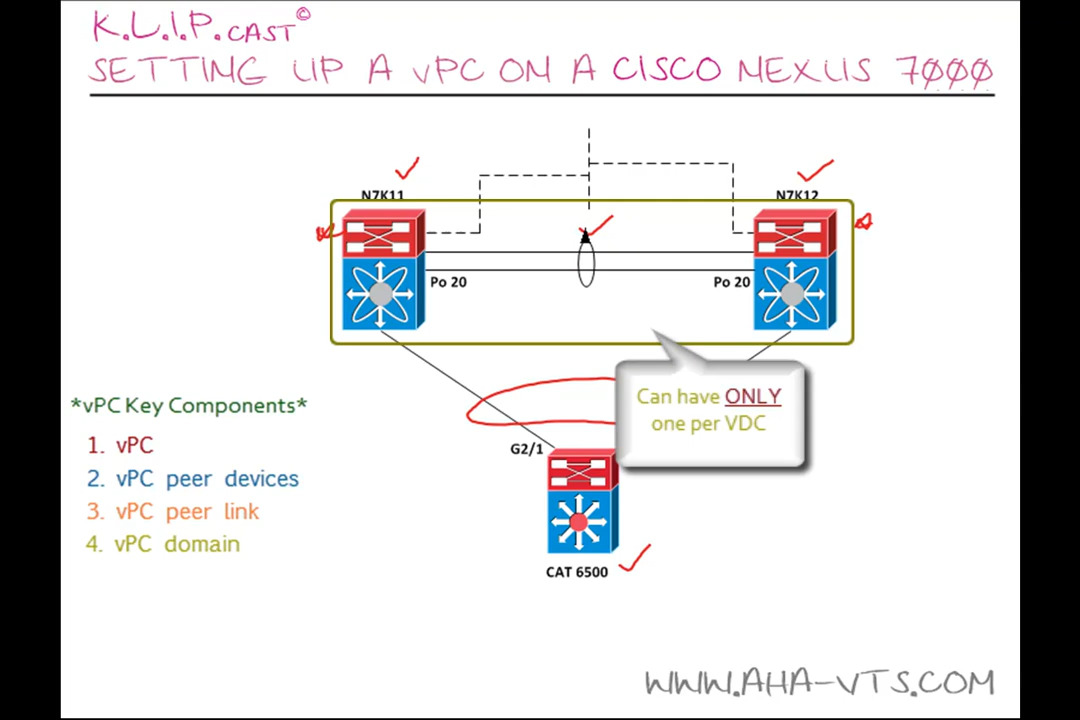 K.L.I.P.CAST©
SETTING UP A vPC ON A CISCO NEXUS 7000
N7K11
N7K12
Po 20
Po 20
Can have ONLY
one per VDC
*vPC Key Components*
1. vPC
2. vPC peer devices
3. vPC peer link
4. vPC domain
G2/1
CAT 6500
WWW.AHA-VTS.COM